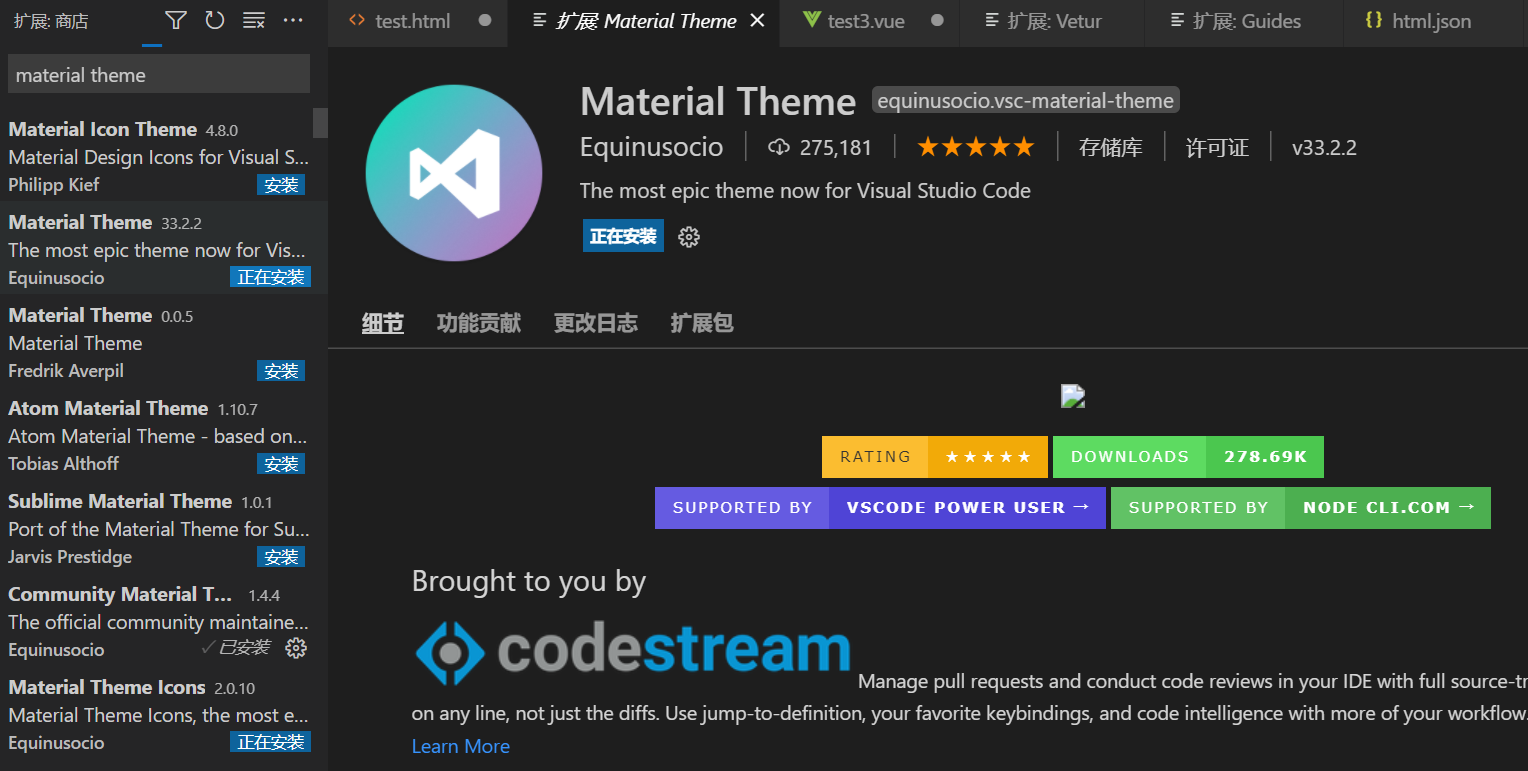 扩展: 商店
test.html
扩展: Material Theme
test3.vue
扩展: Vetur
扩展: Guides
html.json
material theme
Material Icon Theme 4.8.0
Material Design Icons for Visual S...
Philipp Kief
安装
Material Theme 33.2.2
The most epic theme now for Vis...
Equinusocio
正在安装
Material Theme 0.0.5
Material Theme
Fredrik Averpil
安装
Atom Material Theme 1.10.7
Atom Material Theme - based on...
Tobias Althoff
安装
Sublime Material Theme 1.0.1
Port of the Material Theme for Su...
Jarvis Prestidge
安装
Community Material T... 1.4.4
The official community maintaine...
Equinusocio
已安装
Material Theme Icons 2.0.10
Material Theme Icons, the most e...
Equinusocio
正在安装
Material Theme equinusocio.vsc-material-theme
Equinusocio 275,181 ★★★★★ 存储库 许可证 v33.2.2
The most epic theme now for Visual Studio Code
正在安装
细节 功能贡献 更改日志 扩展包
RATING ★★★★★ DOWNLOADS 278.69K
SUPPORTED BY VSCODE POWER USER → SUPPORTED BY NODE CLI.COM →
Brought to you by
codestream
Manage pull requests and conduct code reviews in your IDE with full source-tr
on any line, not just the diffs. Use jump-to-definition, your favorite keybindings, and code intelligence with more of your workflow.
Learn More